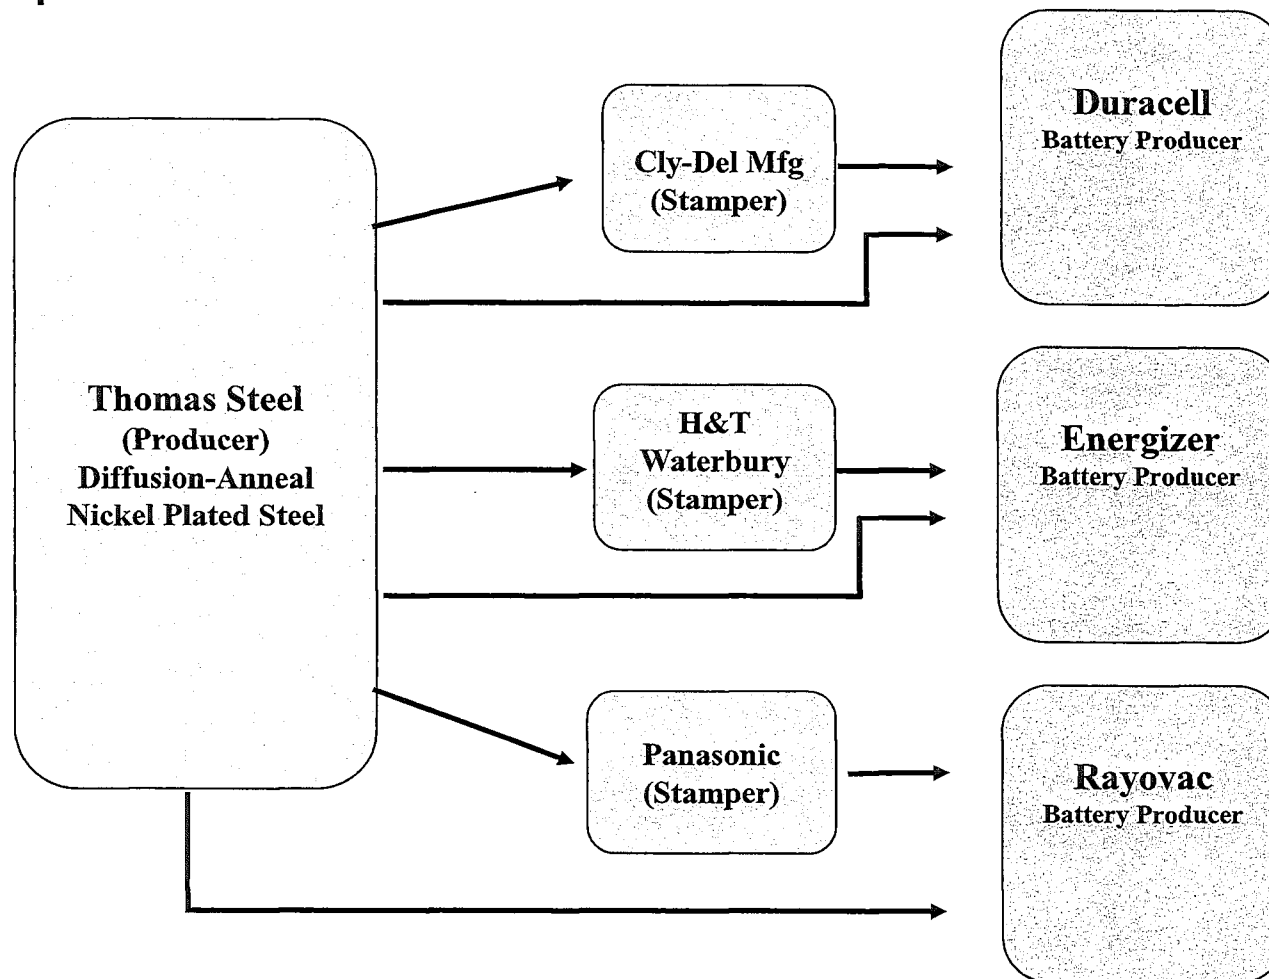 Thomas Steel
(Producer)
Diffusion-Anneal
Nickel Plated Steel
Cly-Del Mfg
(Stamper)
H&T
Waterbury
(Stamper)
Panasonic
(Stamper)
Duracell
Battery Producer
Energizer
Battery Producer
Rayovac
Battery Producer